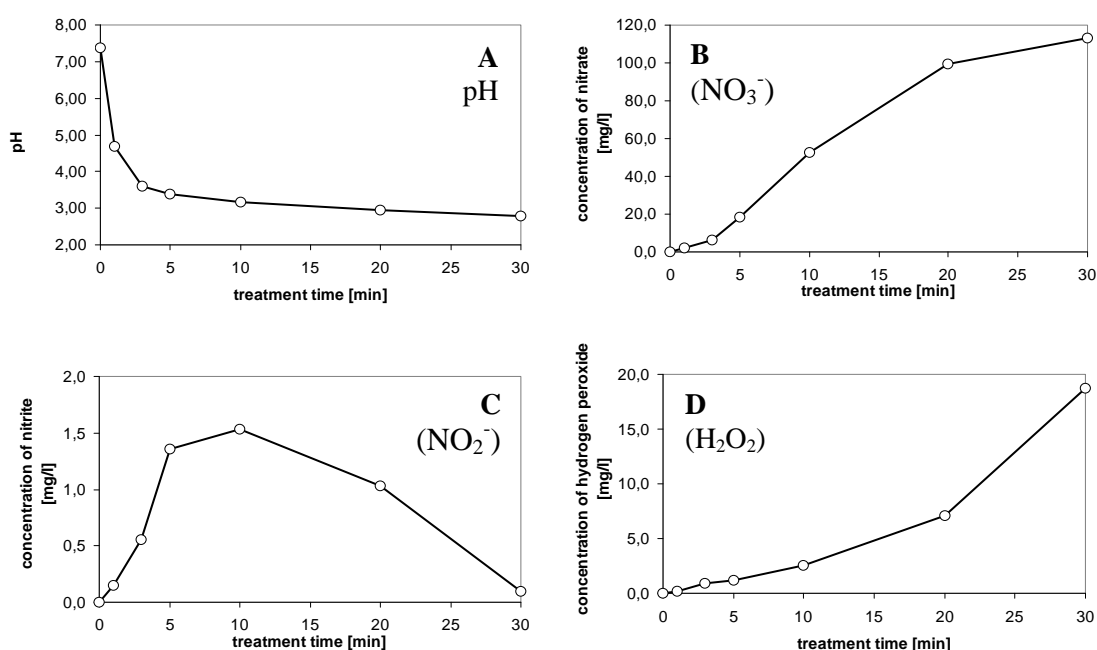 A
pH
8,00
7,00
6,00
5,00
4,00
3,00
2,00
pH
0 5 10 15 20 25 30
treatment time [min]
B
(NO₃⁻)
120,0
100,0
80,0
60,0
40,0
20,0
0,0
concentration of nitrate
[mg/l]
0 5 10 15 20 25 30
treatment time [min]
C
(NO₂⁻)
2,0
1,5
1,0
0,5
0,0
concentration of nitrite
[mg/l]
0 5 10 15 20 25 30
treatment time [min]
D
(H₂O₂)
20,0
15,0
10,0
5,0
0,0
concentration of hydrogen peroxide
[mg/l]
0 5 10 15 20 25 30
treatment time [min]